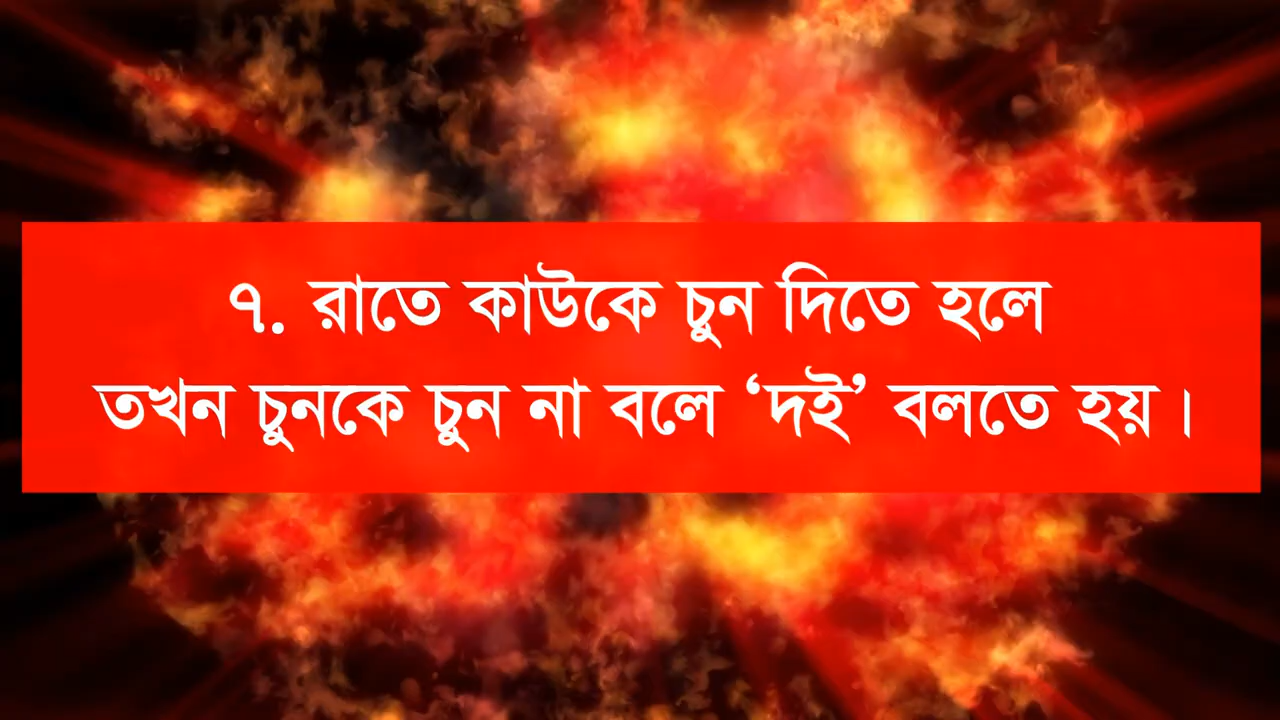 ৭. রাতে কাউকে চুন দিতে হলে
তখন চুনকে চুন না বলে ‘দই’ বলতে হয়।